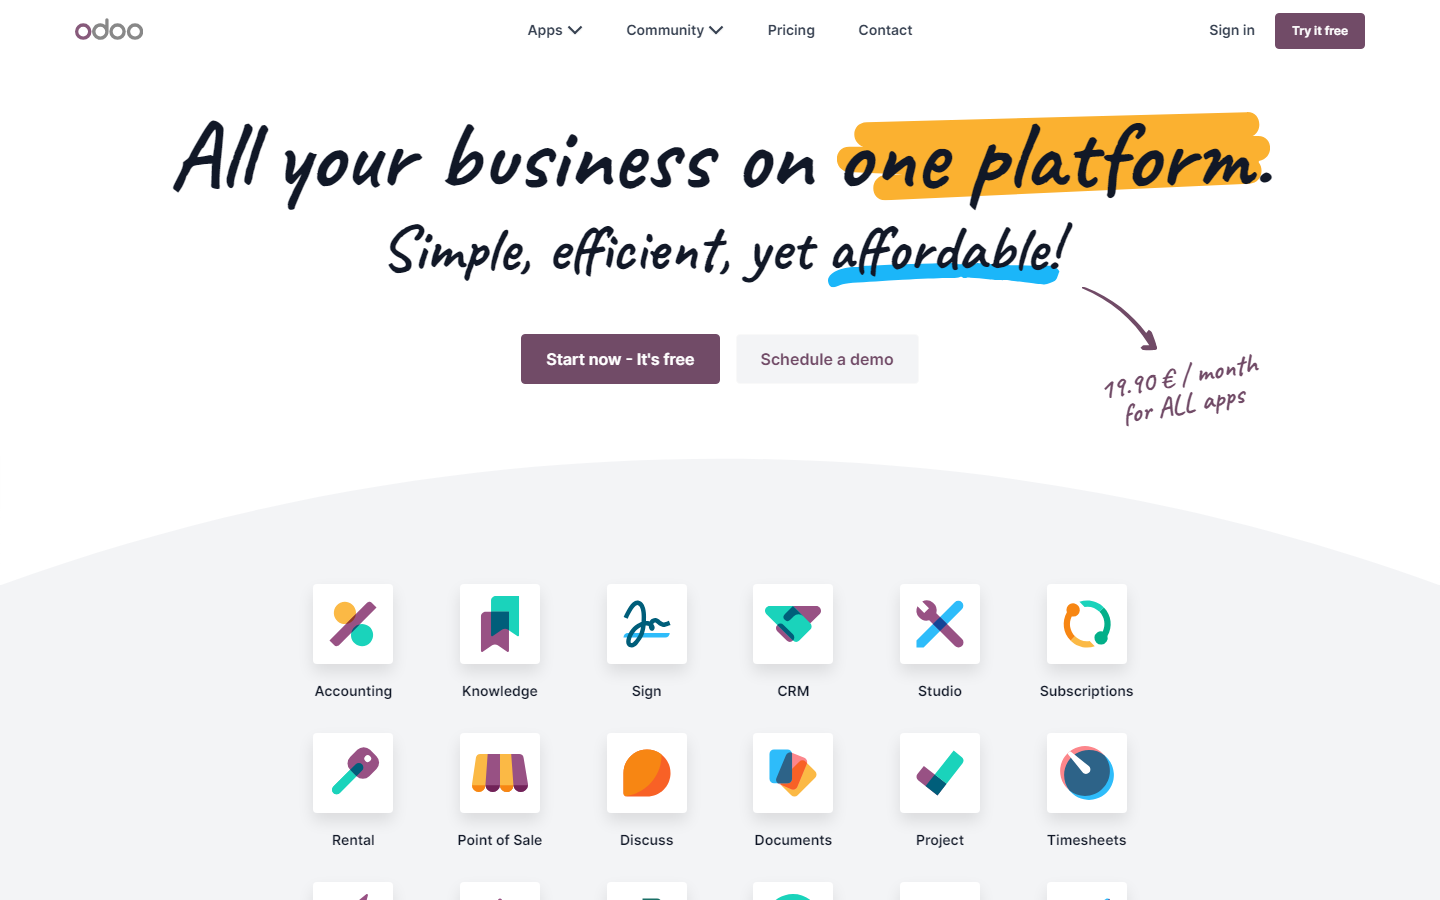 odoo
Apps
Community
Pricing
Contact
Sign in
Try it free
All your business on one platform.
Simple, efficient, yet affordable!
Start now - It's free
Schedule a demo
19.90 € / month
for ALL apps
Accounting
Knowledge
Sign
CRM
Studio
Subscriptions
Rental
Point of Sale
Discuss
Documents
Project
Timesheets